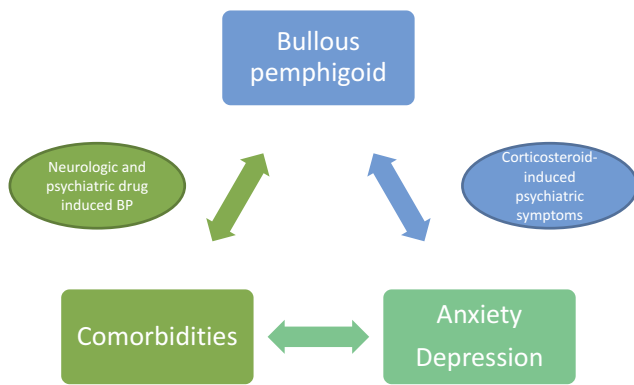 Bullous
pemphigoid
Neurologic and
psychiatric drug
induced BP
Corticosteroid-
induced
psychiatric
symptoms
Comorbidities
Anxiety
Depression